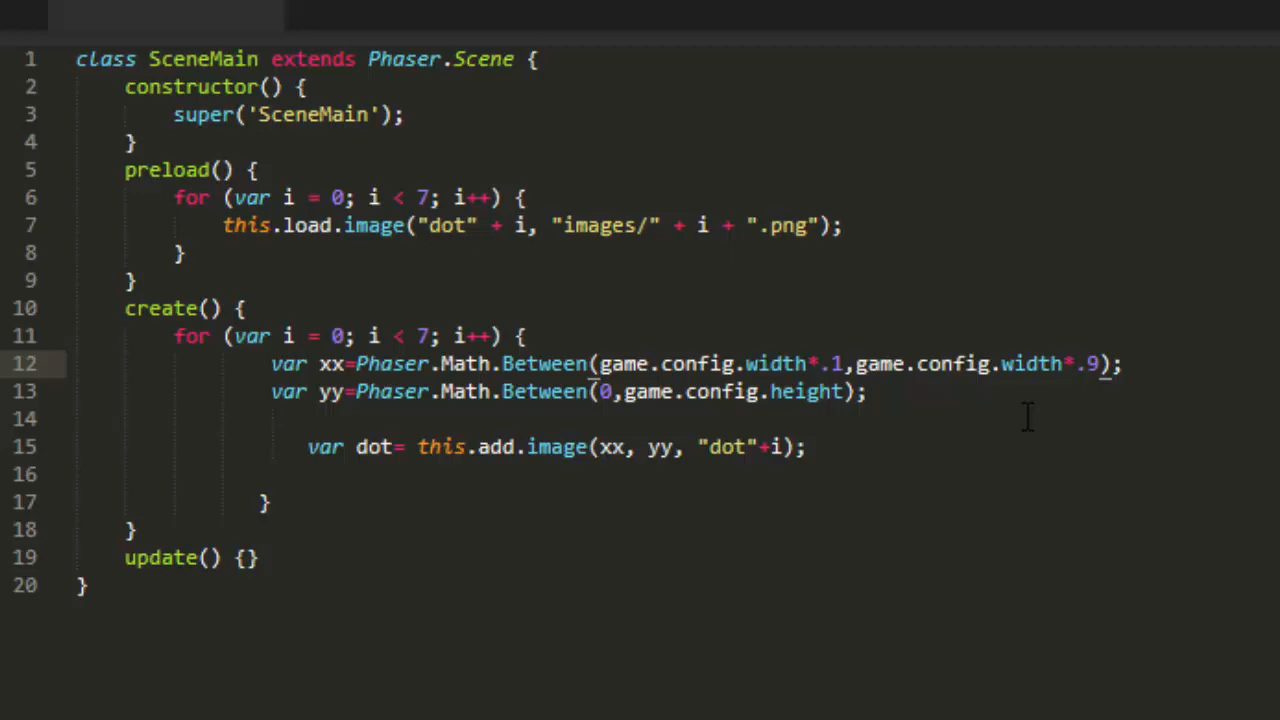 1 class SceneMain extends Phaser.Scene {
2 constructor() {
3 super('SceneMain');
4 }
5 preload() {
6 for (var i = 0; i < 7; i++) {
7 this.load.image("dot" + i, "images/" + i + ".png");
8 }
9 }
10 create() {
11 for (var i = 0; i < 7; i++) {
12 var xx=Phaser.Math.Between(game.config.width*.1,game.config.width*.9);
13 var yy=Phaser.Math.Between(0,game.config.height);
14
15 var dot= this.add.image(xx, yy, "dot"+i);
16
17 }
18 }
19 update() {}
20 }